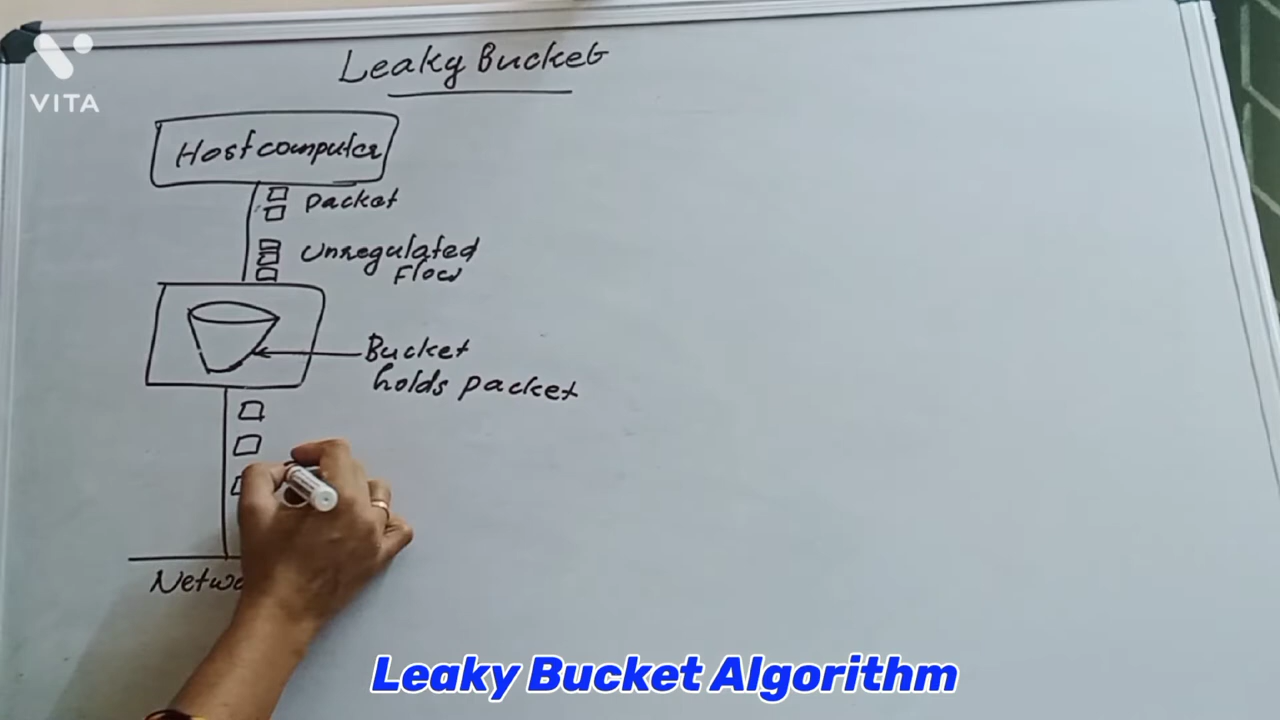 VITA
Leaky Bucket
Host computer
packet
Unregulated
Flow
Bucket
holds packet
Leaky Bucket Algorithm